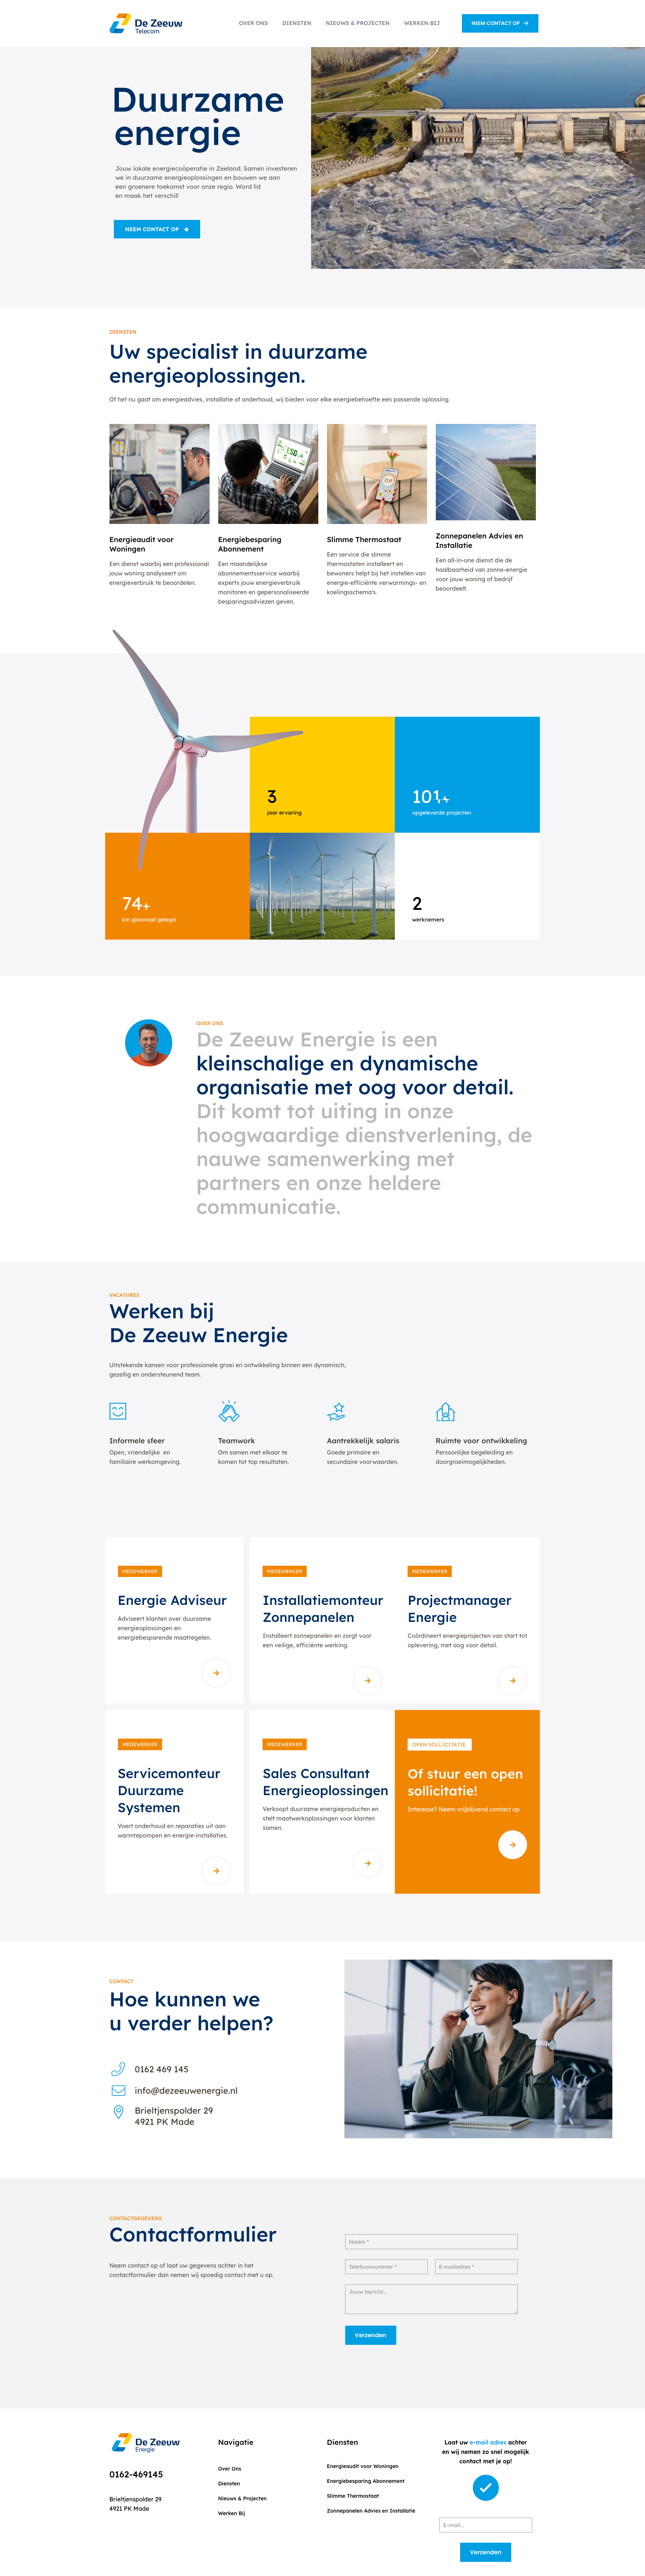 De Zeeuw
Telecom
OVER ONS
DIENSTEN
NIEUWS & PROJECTEN
WERKEN BIJ
NEEM CONTACT OP
Duurzame
energie
Jouw lokale energiecoöperatie in Zeeland. Samen investeren
we in duurzame energieoplossingen en bouwen we aan
een groenere toekomst voor onze regio. Word lid
en maak het verschil!
NEEM CONTACT OP
DIENSTEN
Uw specialist in duurzame
energieoplossingen.
Of het nu gaat om energieadvies, installatie of onderhoud, wij bieden voor elke energiebehoefte een passende oplossing.
Energieaudit voor
Woningen
Een dienst waarbij een professional
jouw woning analyseert om
energieverbruik te beoordelen.
Energiebesparing
Abonnement
Een maandelijkse
abonnementsservice waarbij
experts jouw energieverbruik
monitoren en gepersonaliseerde
besparingsadviezen geven.
Slimme Thermostaat
Een service die slimme
thermostaten installeert en
bewoners helpt bij het instellen van
energie-efficiënte verwarmings- en
koelingsschema's.
Zonnepanelen Advies en
Installatie
Een all-in-one dienst die de
haalbaarheid van zonne-energie
voor jouw woning of bedrijf
beoordeelt.
3
jaar ervaring
101+
opgeleverde projecten
74+
km glasvezel gelegd
2
werknemers
OVER ONS
De Zeeuw Energie is een
kleinschalige en dynamische
organisatie met oog voor detail.
Dit komt tot uiting in onze
hoogwaardige dienstverlening, de
nauwe samenwerking met
partners en onze heldere
communicatie.
VACATURES
Werken bij
De Zeeuw Energie
Uitstekende kansen voor professionele groei en ontwikkeling binnen een dynamisch,
gezellig en ondersteunend team.
Informele sfeer
Open, vriendelijke en
familiaire werkomgeving.
Teamwork
Om samen met elkaar te
komen tot top resultaten.
Aantrekkelijk salaris
Goede primaire en
secundaire voorwaarden.
Ruimte voor ontwikkeling
Persoonlijke begeleiding en
doorgroeimogelijkheden.
MEDEWERKER
Energie Adviseur
Adviseert klanten over duurzame
energieoplossingen en
energiebesparende maatregelen.
MEDEWERKER
Installatiemonteur
Zonnepanelen
Installeert zonnepanelen en zorgt voor
een veilige, efficiënte werking.
MEDEWERKER
Projectmanager
Energie
Coördineert energieprojecten van start tot
oplevering, met oog voor detail.
MEDEWERKER
Servicemonteur
Duurzame
Systemen
Voert onderhoud en reparaties uit aan
warmtepompen en energie-installaties.
MEDEWERKER
Sales Consultant
Energieoplossingen
Verkoopt duurzame energieproducten en
stelt maatwerkoplossingen voor klanten
samen.
OPEN SOLLICITATIE
Of stuur een open
sollicitatie!
Interesse? Neem vrijblijvend contact op
CONTACT
Hoe kunnen we
u verder helpen?
0162 469 145
info@dezeeuwenergie.nl
Brieltjenspolder 29
4921 PK Made
CONTACTGEGEVENS
Contactformulier
Neem contact op of laat uw gegevens achter in het
contactformulier dan nemen wij spoedig contact met u op.
Naam *
Telefoonnummer *
E-mailadres *
Jouw bericht...
Verzenden
De Zeeuw
Energie
0162-469145
Brieltjenspolder 29
4921 PK Made
Navigatie
Over Ons
Diensten
Nieuws & Projecten
Werken Bij
Diensten
Energieaudit voor Woningen
Energiebesparing Abonnement
Slimme Thermostaat
Zonnepanelen Advies en Installatie
Laat uw e-mail adres achter
en wij nemen zo snel mogelijk
contact met je op!
E-mail...
Verzenden